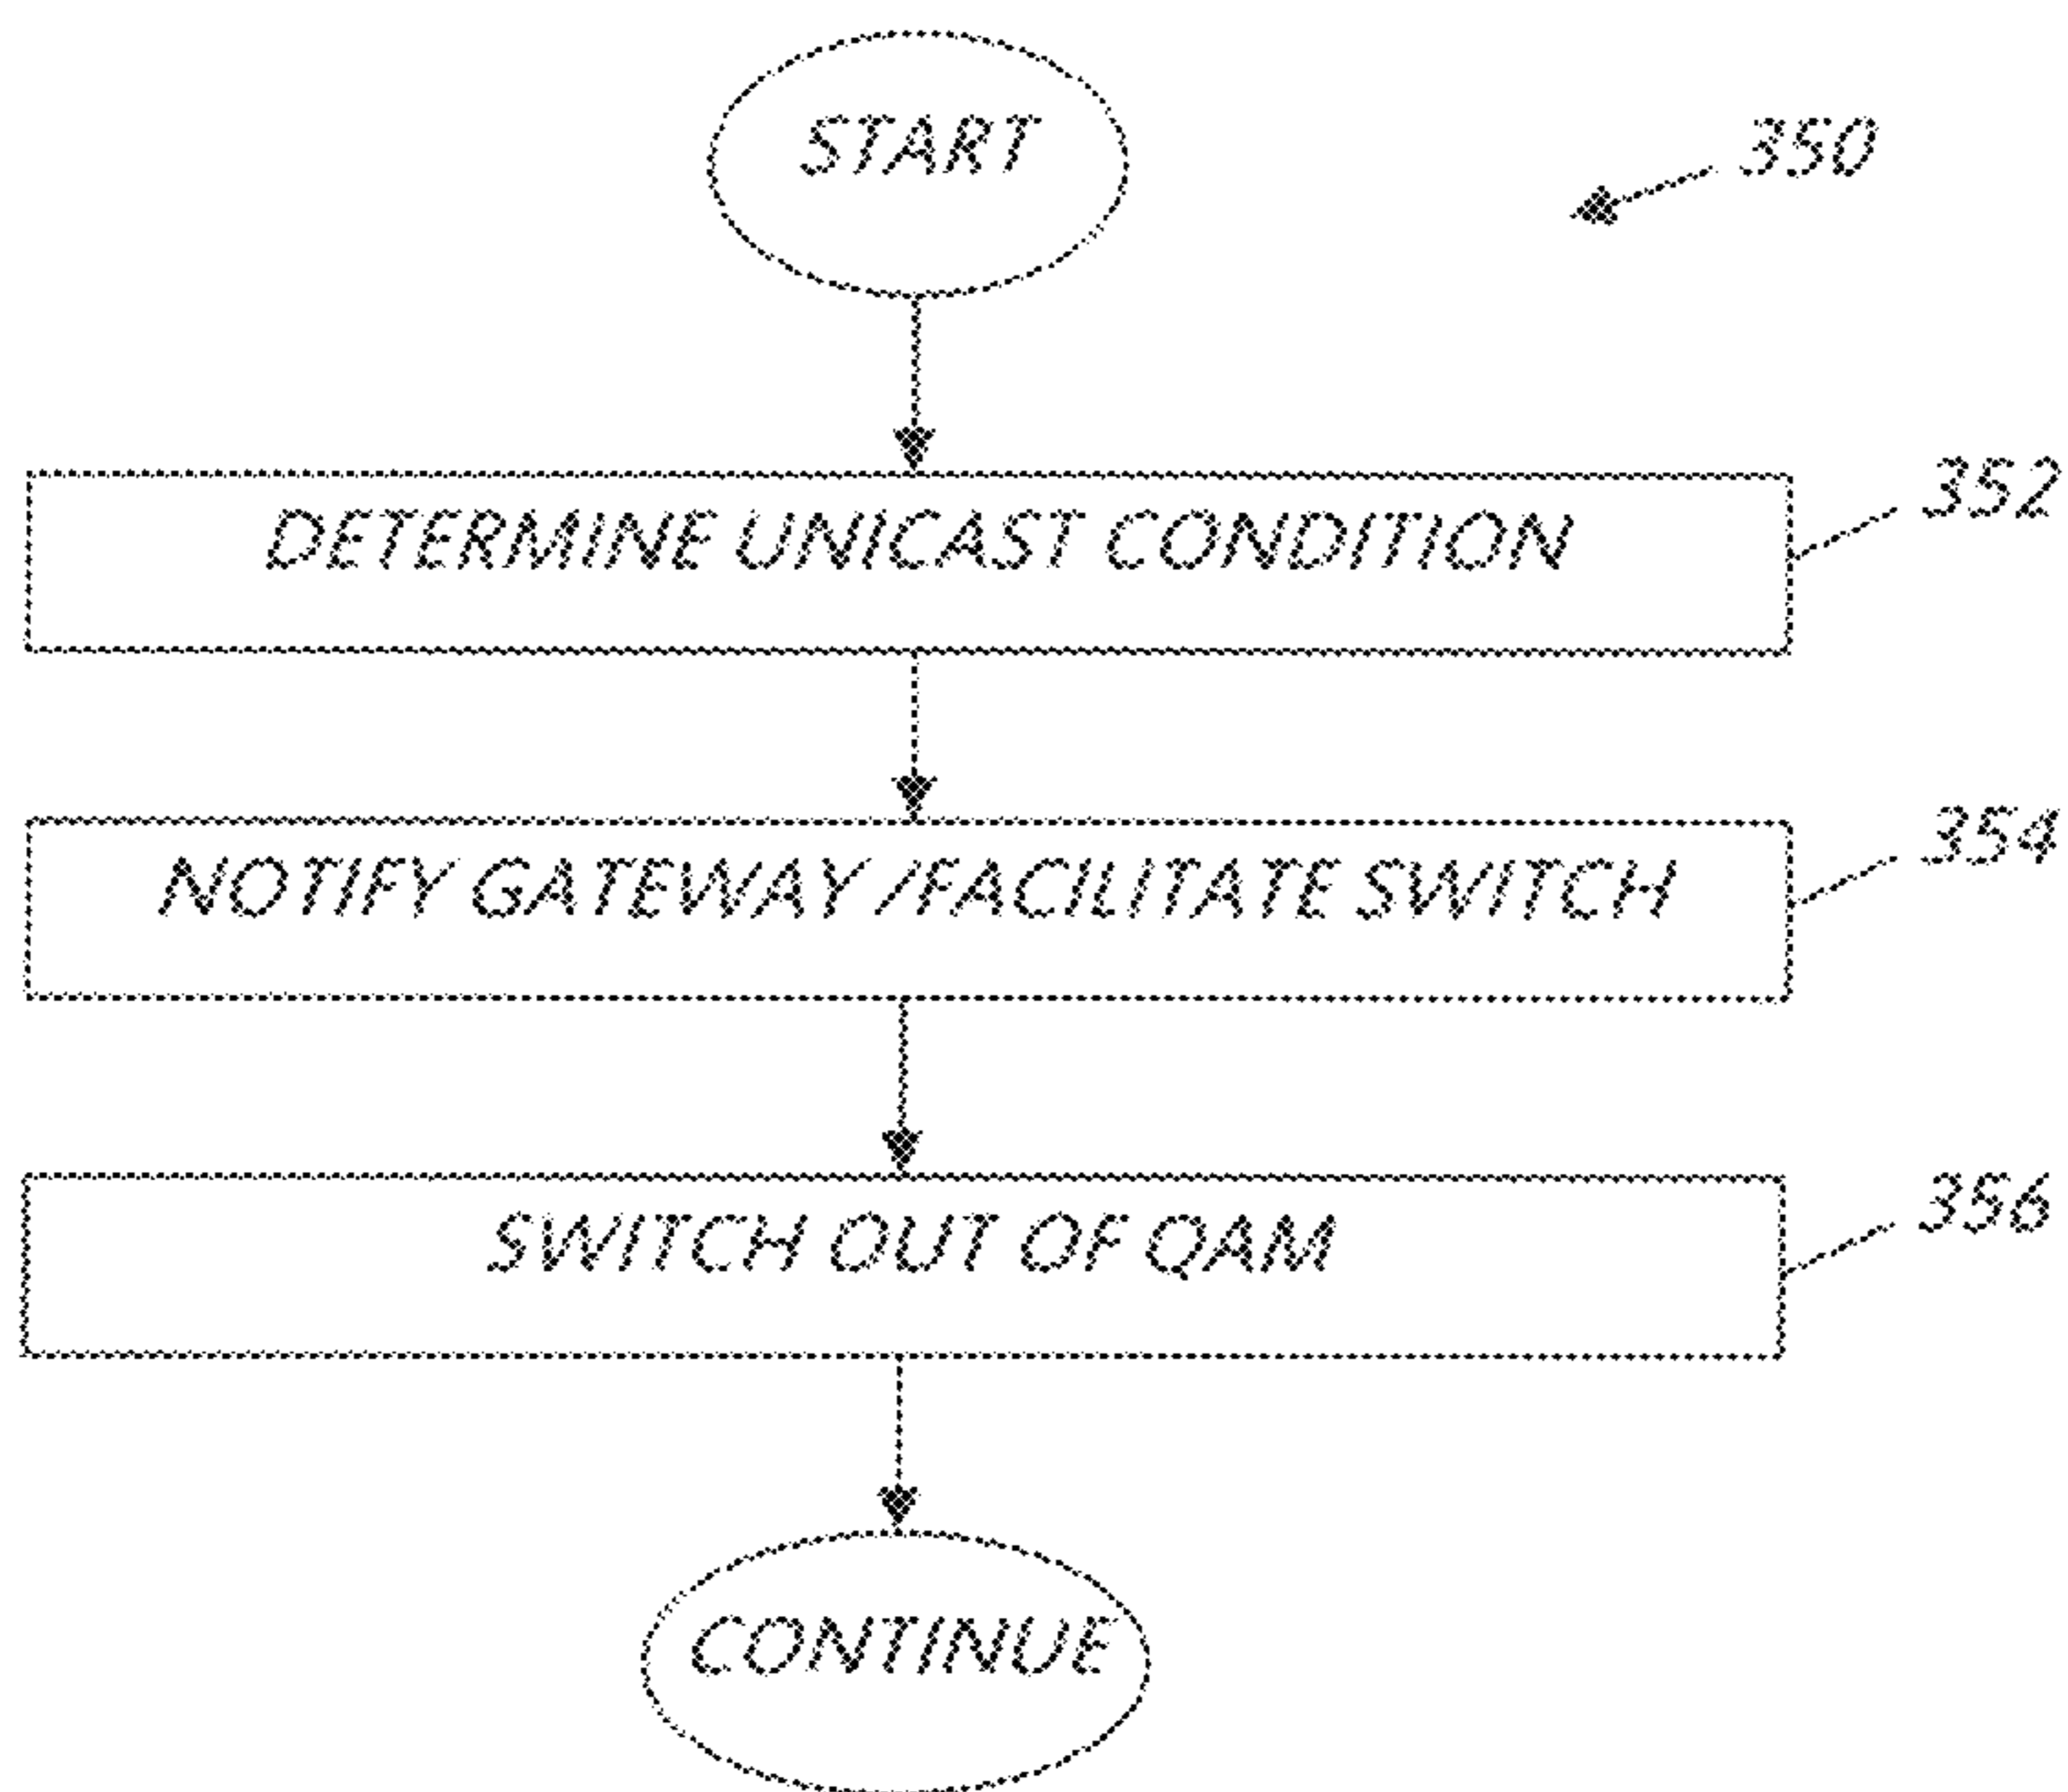 START
350
DETERMINE UNICAST CONDITION
352
NOTIFY GATEWAY /FACILITATE SWITCH
354
SWITCH OUT OF QAM
356
CONTINUE